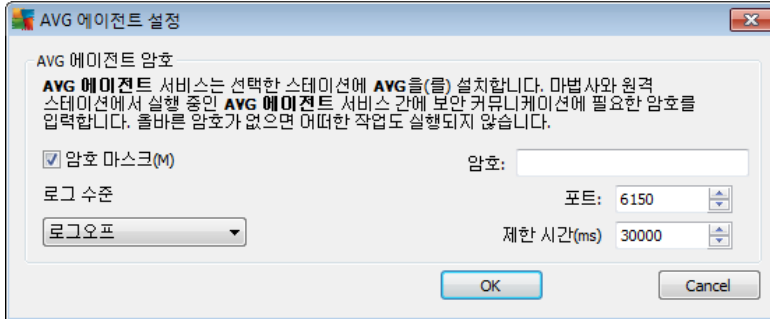 AVG 에이전트 설정
AVG 에이전트 암호
AVG 에이전트 서비스는 선택한 스테이션에 AVG을(를) 설치합니다. 마법사와 원격
스테이션에서 실행 중인 AVG 에이전트 서비스 간에 보안 커뮤니케이션에 필요한 암호를
입력합니다. 올바른 암호가 없으면 어떠한 작업도 실행되지 않습니다.
암호 마스크(M)
암호:
로그 수준
포트: 6150
로그오프
제한 시간(ms) 30000
OK
Cancel